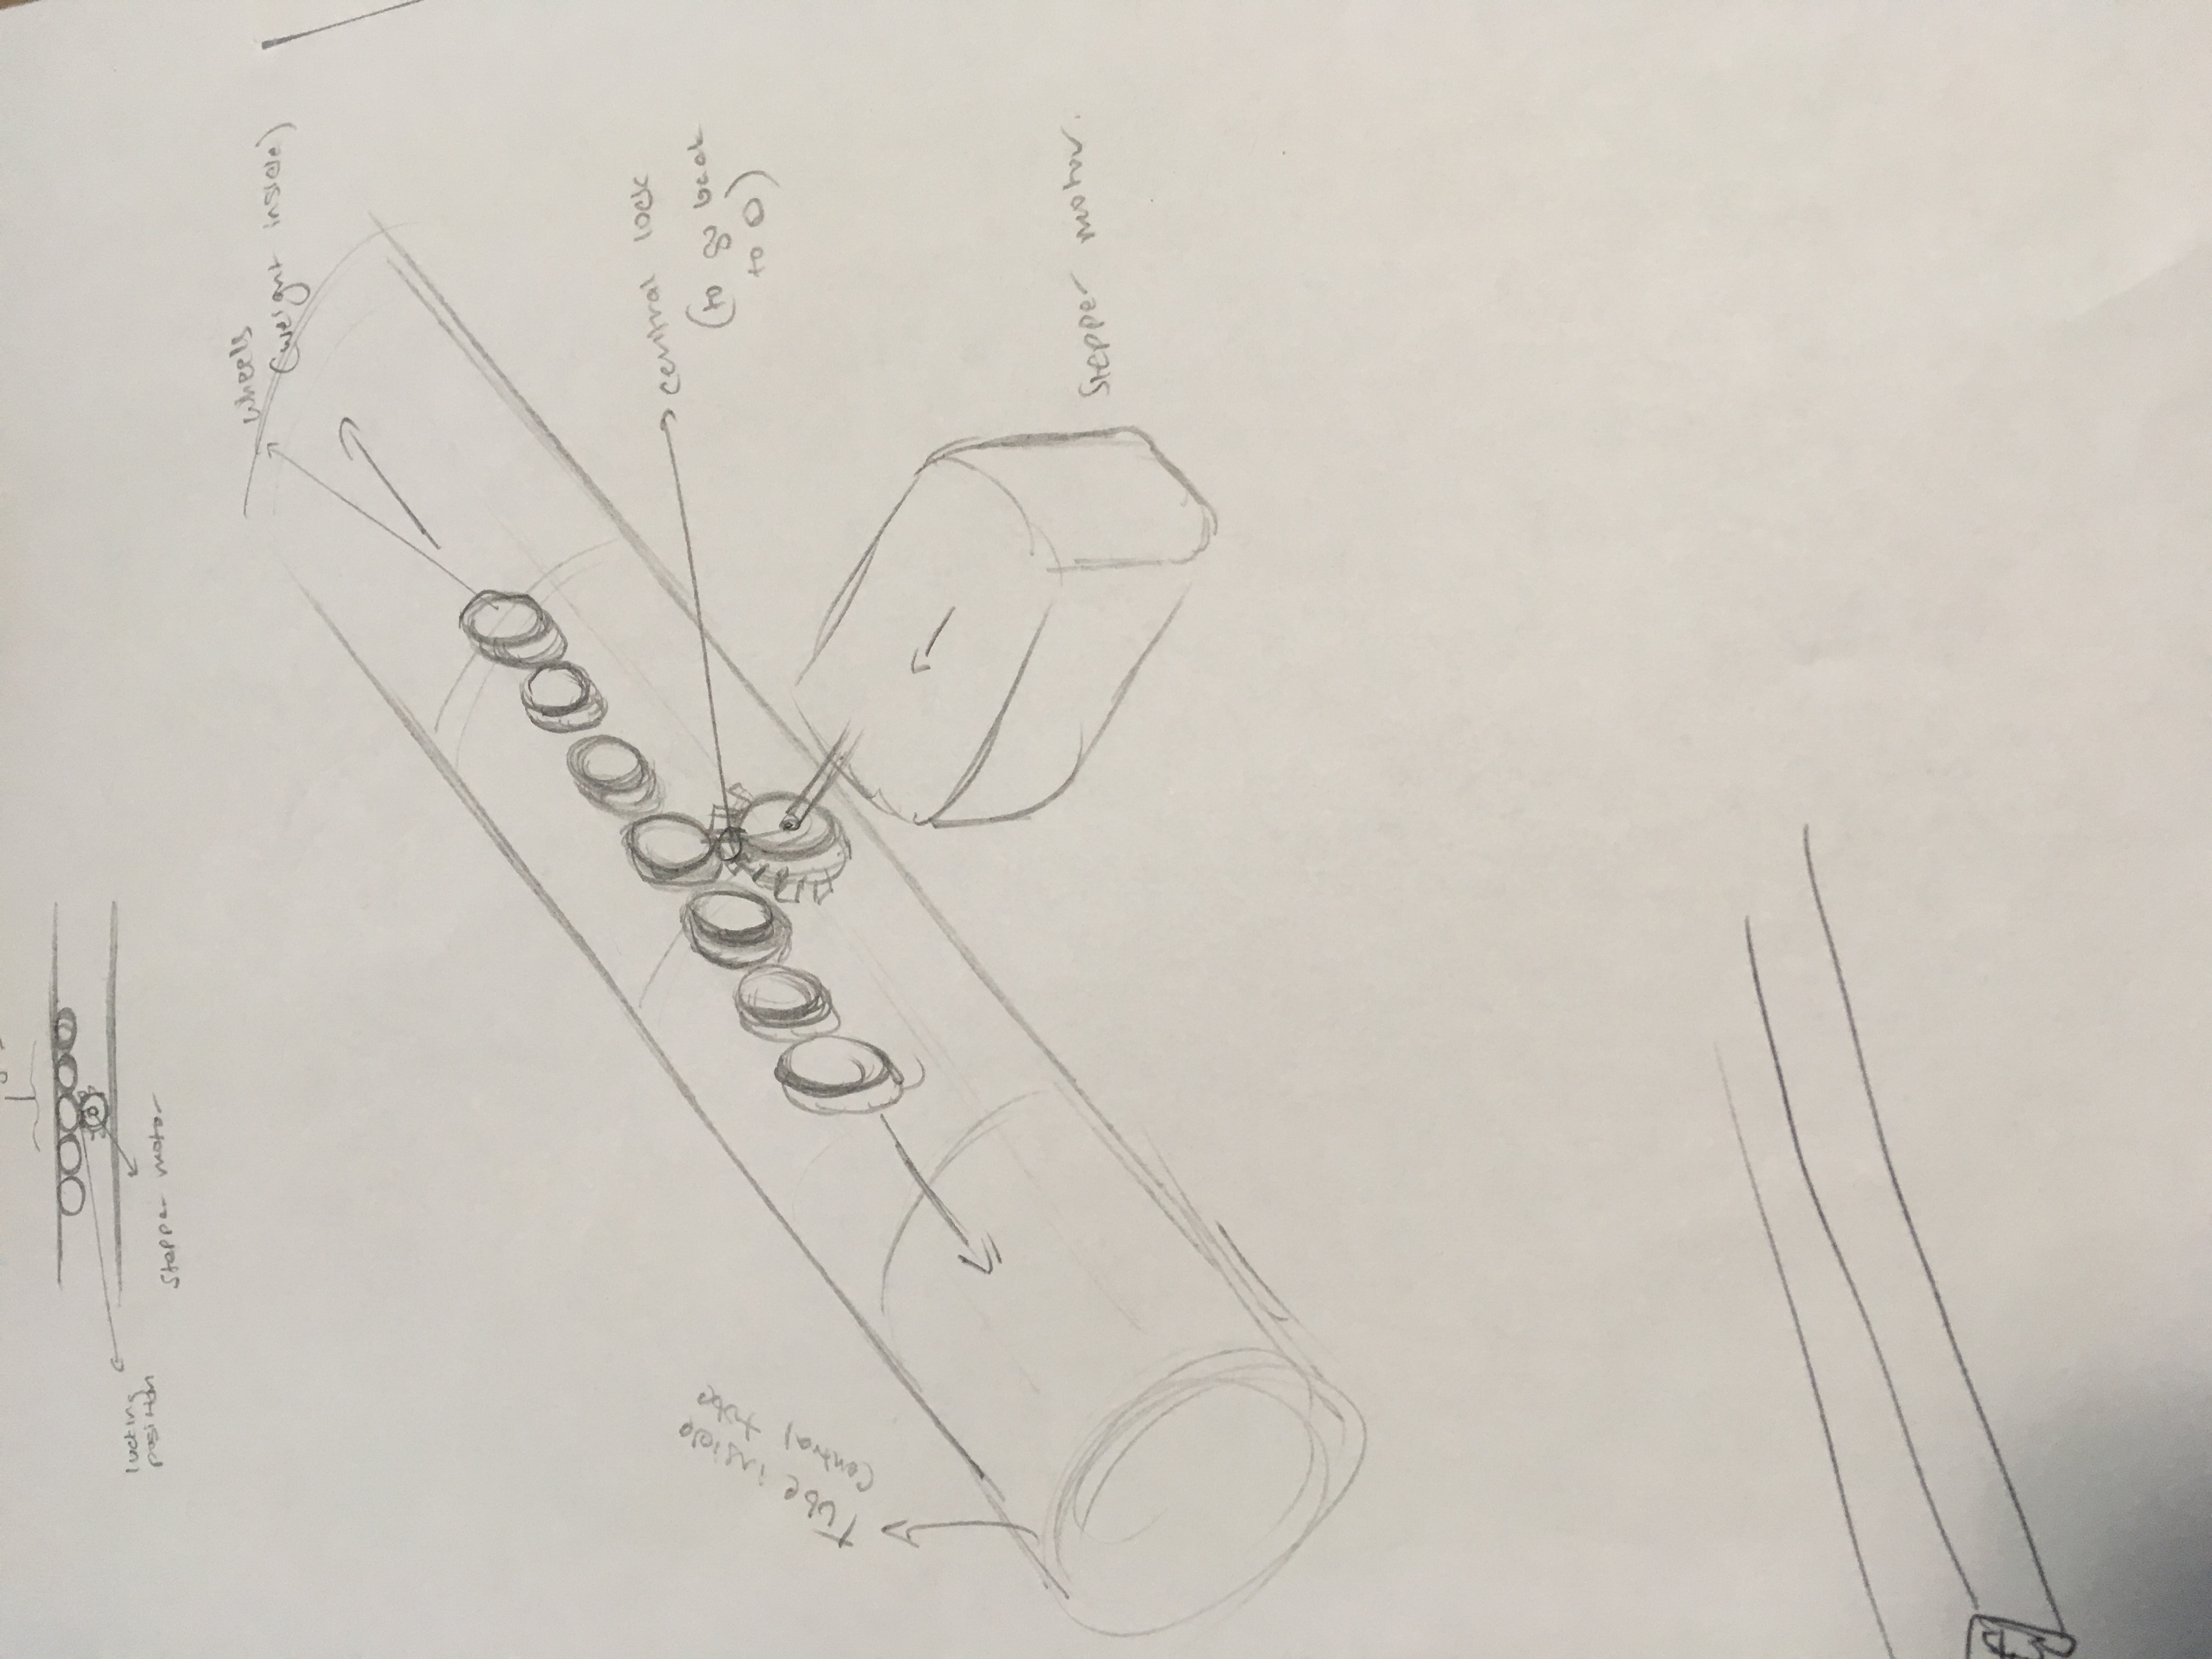 locking
position
stepper motor
wheels
(weight inside)
central lock
(to go back
to 0)
Tube inside
central tube
Stepper motor.